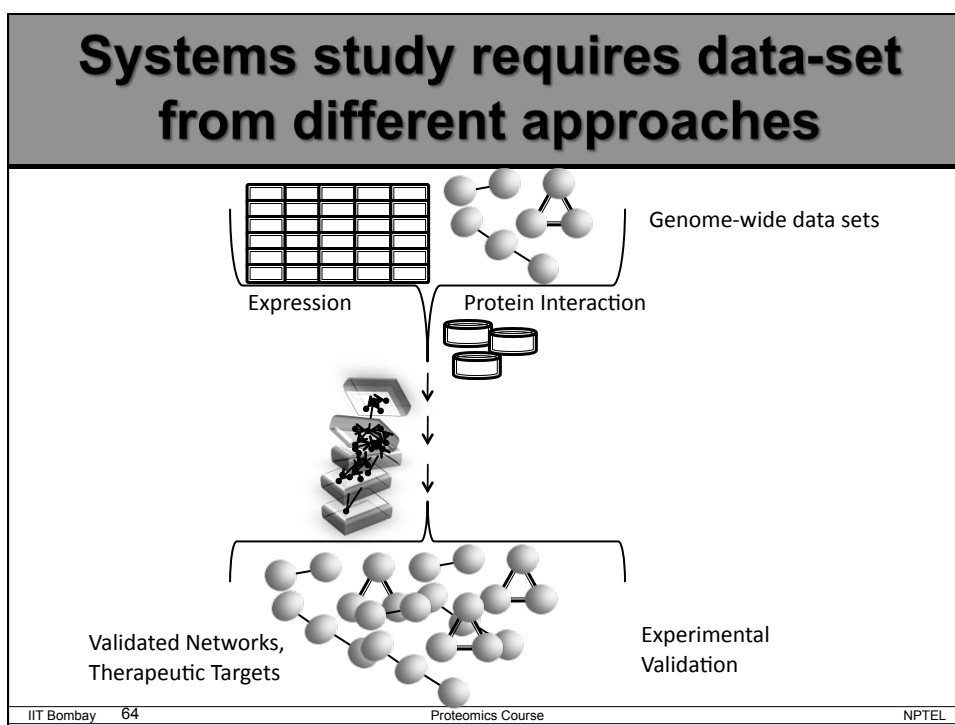 Systems study requires data-set
from different approaches
Genome-wide data sets
Expression
Protein Interaction
Validated Networks,
Therapeutic Targets
Experimental
Validation
IIT Bombay 64 Proteomics Course NPTEL